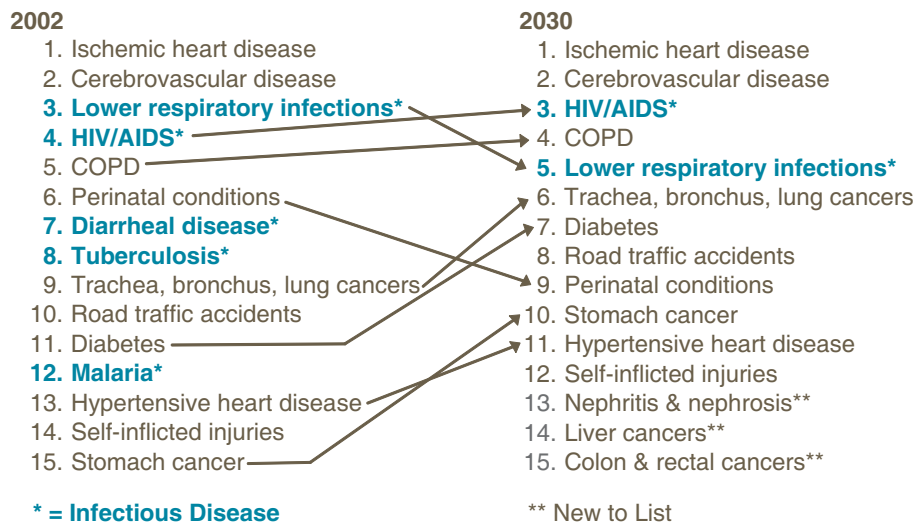 2002
1. Ischemic heart disease
2. Cerebrovascular disease
3. Lower respiratory infections*
4. HIV/AIDS*
5. COPD
6. Perinatal conditions
7. Diarrheal disease*
8. Tuberculosis*
9. Trachea, bronchus, lung cancers
10. Road traffic accidents
11. Diabetes
12. Malaria*
13. Hypertensive heart disease
14. Self-inflicted injuries
15. Stomach cancer
* = Infectious Disease
2030
1. Ischemic heart disease
2. Cerebrovascular disease
3. HIV/AIDS*
4. COPD
5. Lower respiratory infections*
6. Trachea, bronchus, lung cancers
7. Diabetes
8. Road traffic accidents
9. Perinatal conditions
10. Stomach cancer
11. Hypertensive heart disease
12. Self-inflicted injuries
13. Nephritis & nephrosis**
14. Liver cancers**
15. Colon & rectal cancers**
** New to List